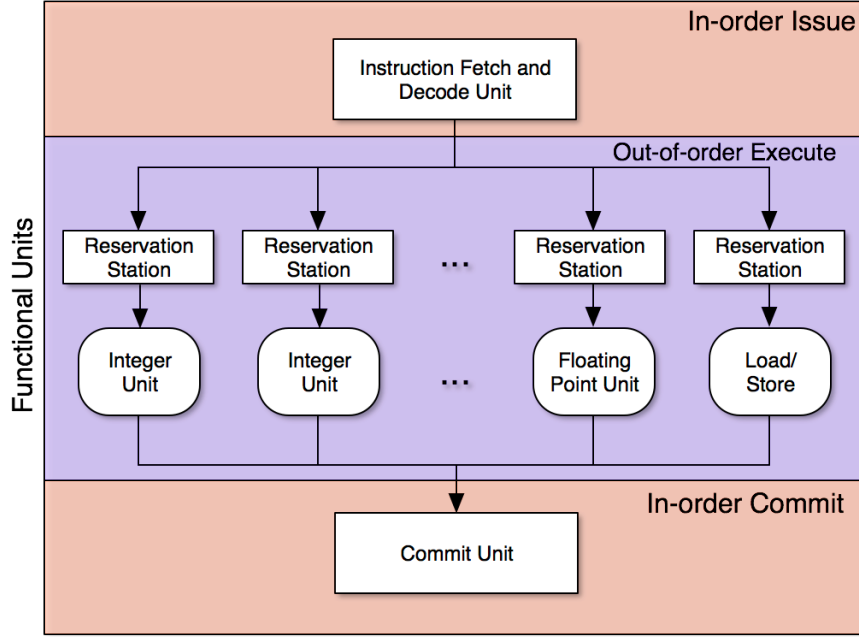 In-order Issue
Instruction Fetch and
Decode Unit
Out-of-order Execute
Functional Units
Reservation
Station
Reservation
Station
...
Reservation
Station
Reservation
Station
Integer
Unit
Integer
Unit
...
Floating
Point Unit
Load/
Store
In-order Commit
Commit Unit